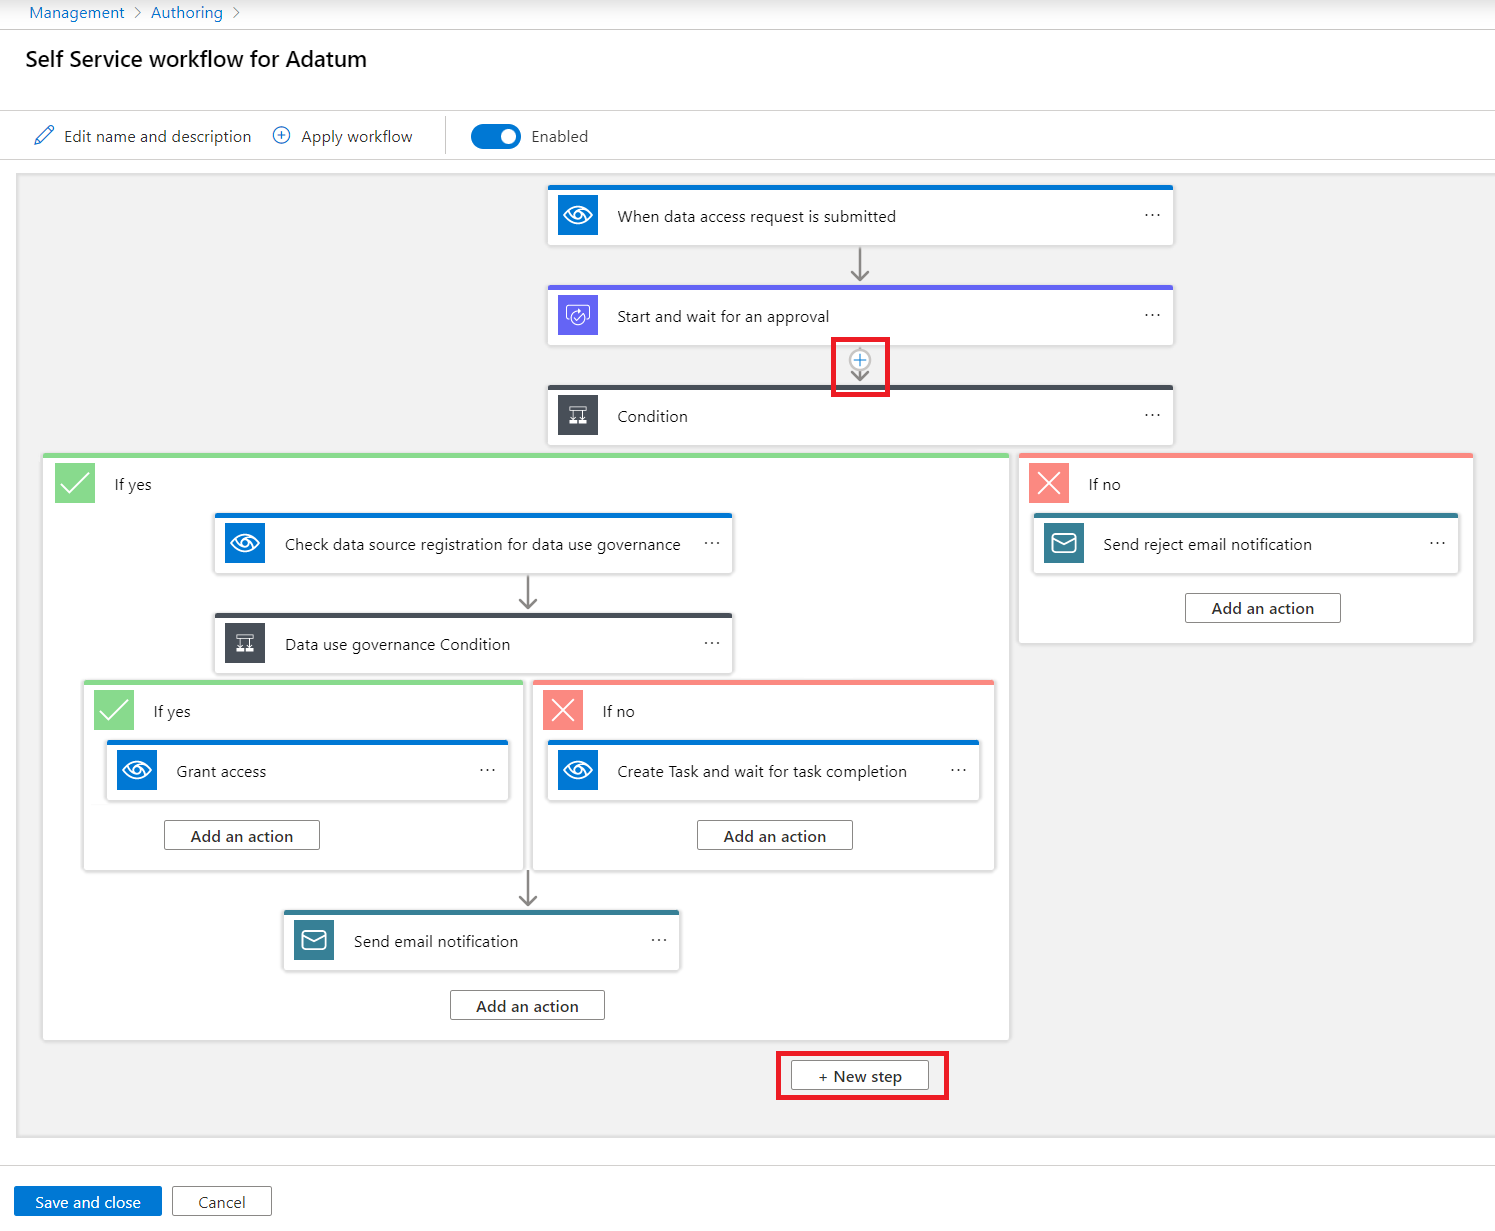 Management > Authoring >
Self Service workflow for Adatum
Edit name and description
Apply workflow
Enabled
When data access request is submitted
Start and wait for an approval
Condition
If yes
If no
Check data source registration for data use governance
Send reject email notification
Add an action
Data use governance Condition
If yes
If no
Grant access
Create Task and wait for task completion
Add an action
Add an action
Send email notification
Add an action
+ New step
Save and close
Cancel